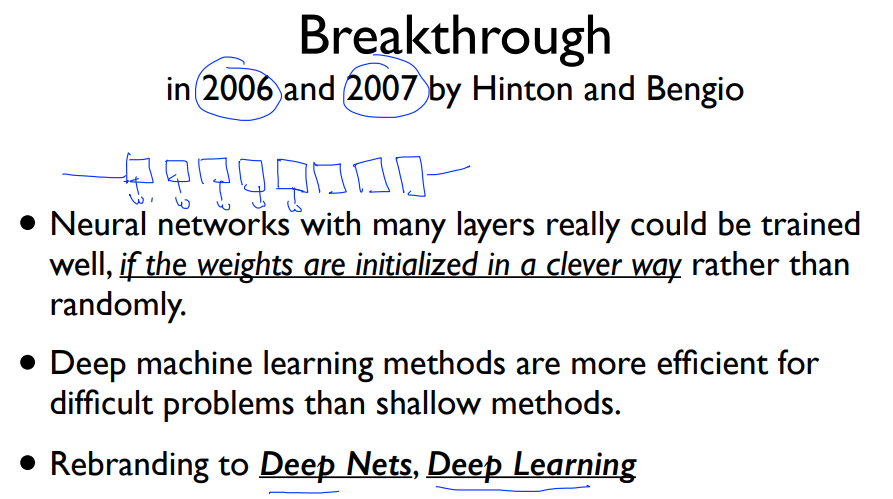 Breakthrough
in 2006 and 2007 by Hinton and Bengio
w₁ w w w w
• Neural networks with many layers really could be trained
well, if the weights are initialized in a clever way rather than
randomly.
• Deep machine learning methods are more efficient for
difficult problems than shallow methods.
• Rebranding to Deep Nets, Deep Learning